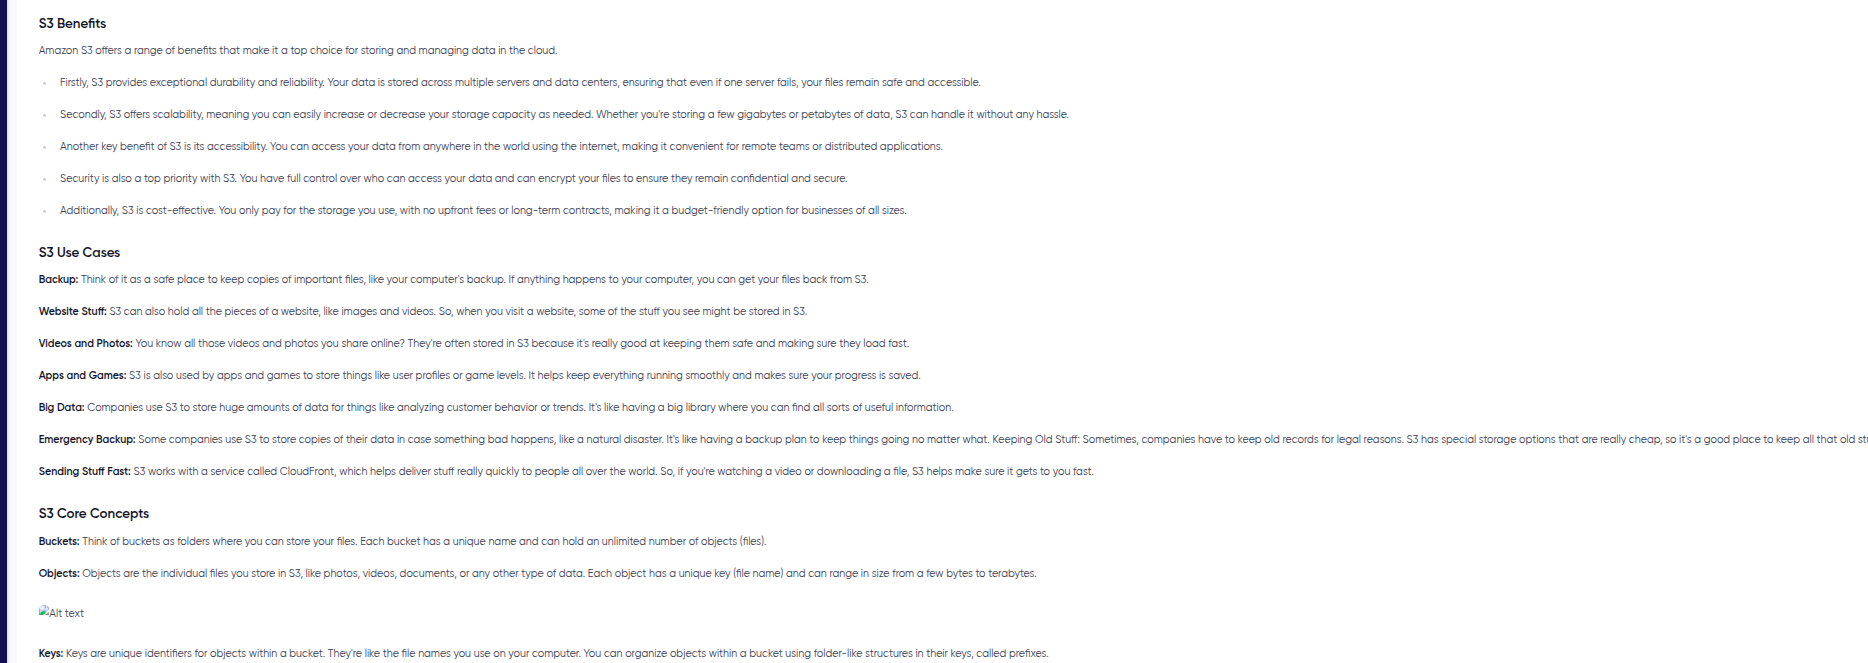 S3 Benefits
Amazon S3 offers a range of benefits that make it a top choice for storing and managing data in the cloud.
Firstly, S3 provides exceptional durability and reliability. Your data is stored across multiple servers and data centers, ensuring that even if one server fails, your files remain safe and accessible.
Secondly, S3 offers scalability, meaning you can easily increase or decrease your storage capacity as needed. Whether you're storing a few gigabytes or petabytes of data, S3 can handle it without any hassle.
Another key benefit of S3 is its accessibility. You can access your data from anywhere in the world using the internet, making it convenient for remote teams or distributed applications.
Security is also a top priority with S3. You have full control over who can access your data and can encrypt your files to ensure they remain confidential and secure.
Additionally, S3 is cost-effective. You only pay for the storage you use, with no upfront fees or long-term contracts, making it a budget-friendly option for businesses of all sizes.
S3 Use Cases
Backup: Think of it as a safe place to keep copies of important files, like your computer's backup. If anything happens to your computer, you can get your files back from S3.
Website Stuff: S3 can also hold all the pieces of a website, like images and videos. So, when you visit a website, some of the stuff you see might be stored in S3.
Videos and Photos: You know all those videos and photos you share online? They're often stored in S3 because it's really good at keeping them safe and making sure they load fast.
Apps and Games: S3 is also used by apps and games to store things like user profiles or game levels. It helps keep everything running smoothly and makes sure your progress is saved.
Big Data: Companies use S3 to store huge amounts of data for things like analyzing customer behavior or trends. It's like having a big library where you can find all sorts of useful information.
Emergency Backup: Some companies use S3 to store copies of their data in case something bad happens, like a natural disaster. It's like having a backup plan to keep things going no matter what. Keeping Old Stuff: Sometimes, companies have to keep old records for legal reasons. S3 has special storage options that are really cheap, so it's a good place to keep all that old
Sending Stuff Fast: S3 works with a service called CloudFront, which helps deliver stuff really quickly to people all over the world. So, if you're watching a video or downloading a file, S3 helps make sure it gets to you fast.
S3 Core Concepts
Buckets: Think of buckets as folders where you can store your files. Each bucket has a unique name and can hold an unlimited number of objects (files).
Objects: Objects are the individual files you store in S3, like photos, videos, documents, or any other type of data. Each object has a unique key (file name) and can range in size from a few bytes to terabytes.
Alt text
Keys: Keys are unique identifiers for objects within a bucket. They're like the file names you use on your computer. You can organize objects within a bucket using folder-like structures in their keys, called prefixes.